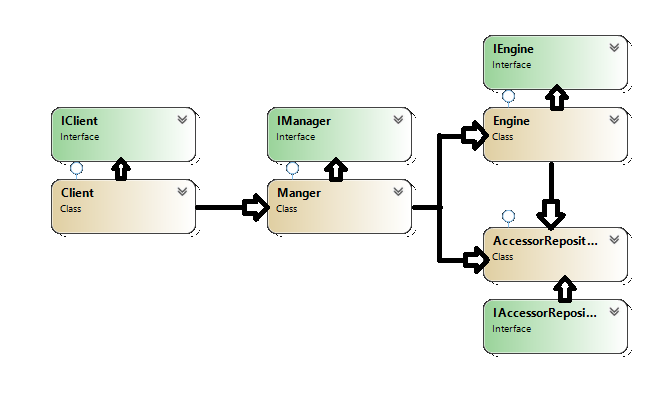 IEngine
Interface
IClient
Interface
IManager
Interface
Engine
Class
Client
Class
Manger
Class
AccessorReposit...
Class
IAccessorReposi...
Interface